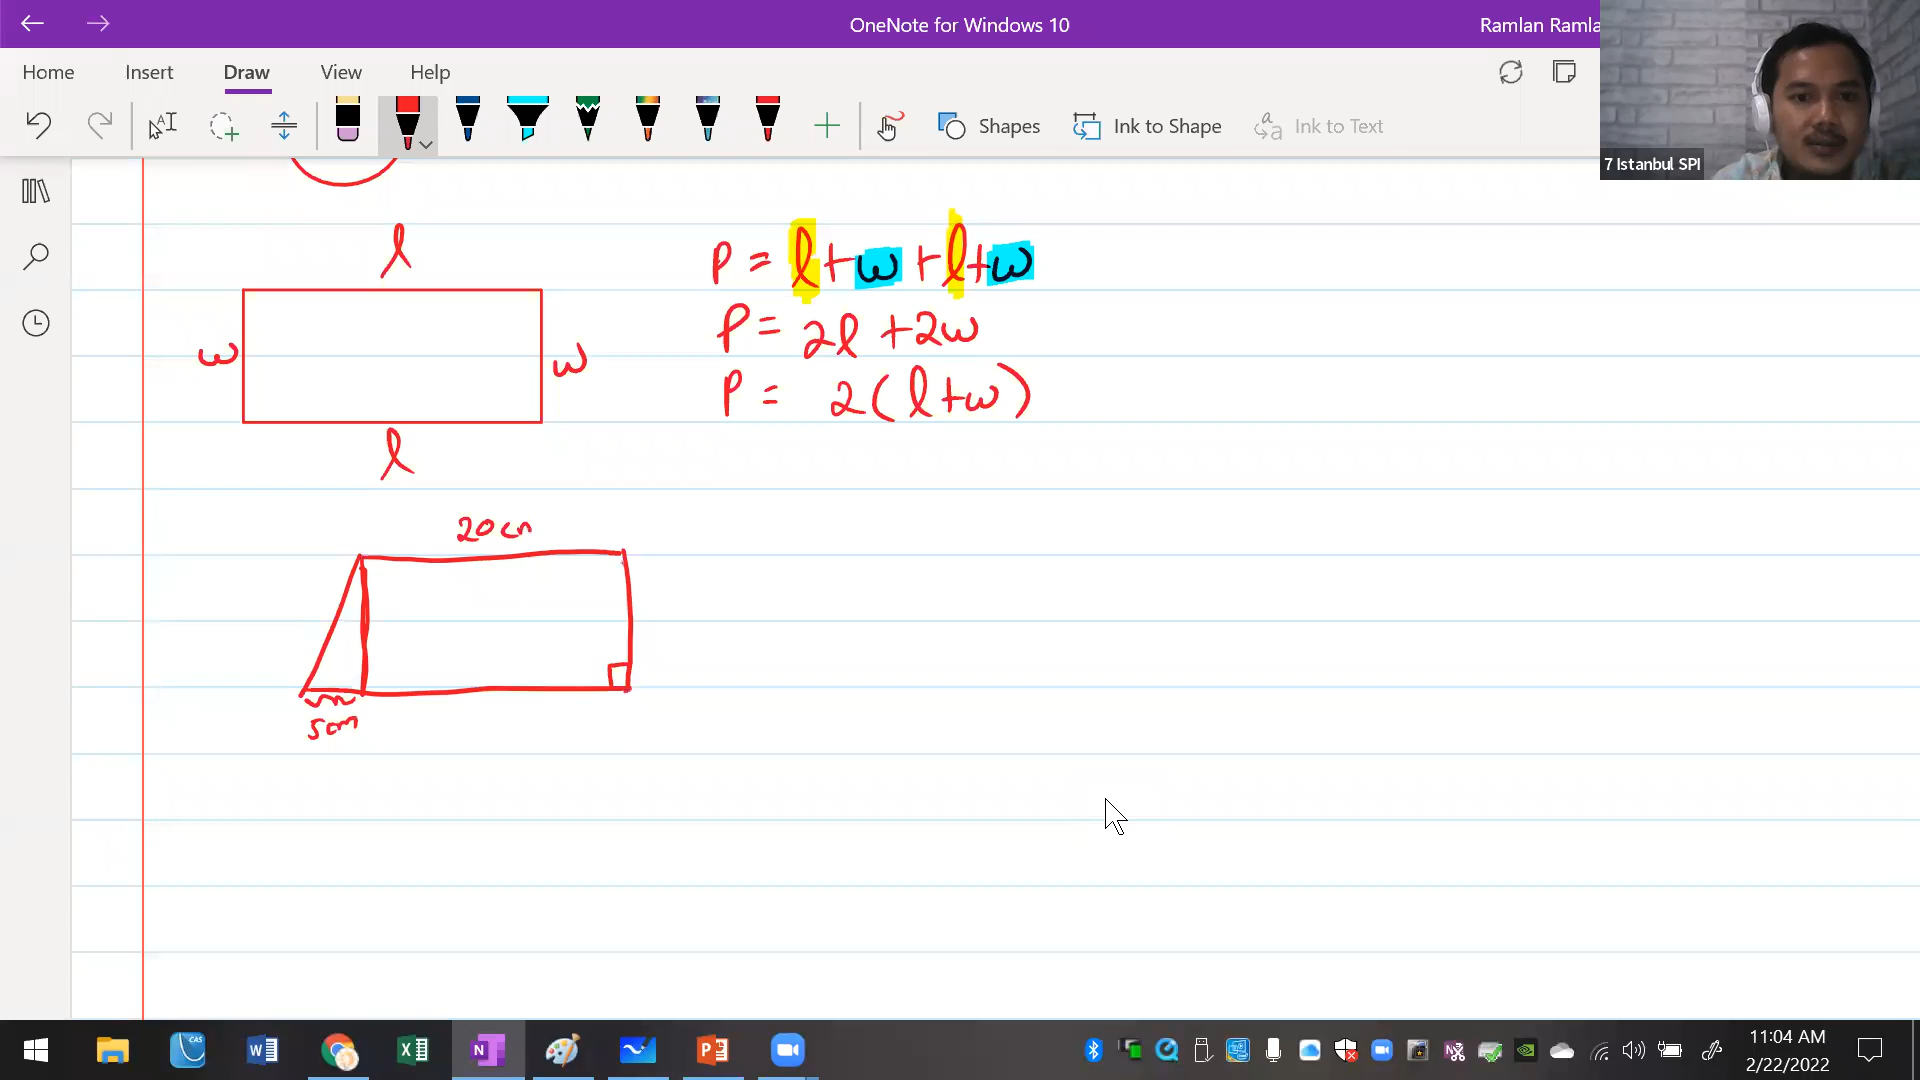 OneNote for Windows 10
Ramlan Ramla
Home
Insert
Draw
View
Help
Shapes
Ink to Shape
Ink to Text
7 Istanbul SPI
l
w
w
l
P = l + w + l + w
P = 2l + 2w
P = 2(l + w)
20 cm
5 cm
11:04 AM
2/22/2022